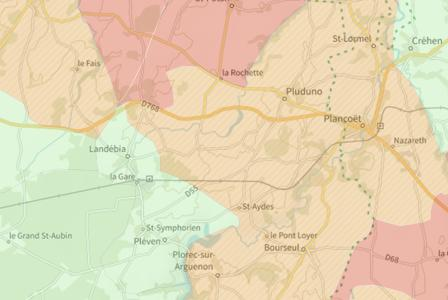 St-Lormel
Créhen
le Fais
la Rochette
Pluduno
D768
Plancoët
Nazareth
Landébia
la Gare
D55
St-Aydes
St-Symphorien
le Grand St-Aubin
Pléven
le Pont Loyer
Bourseul
Plorec-sur-
Arguenon
D68